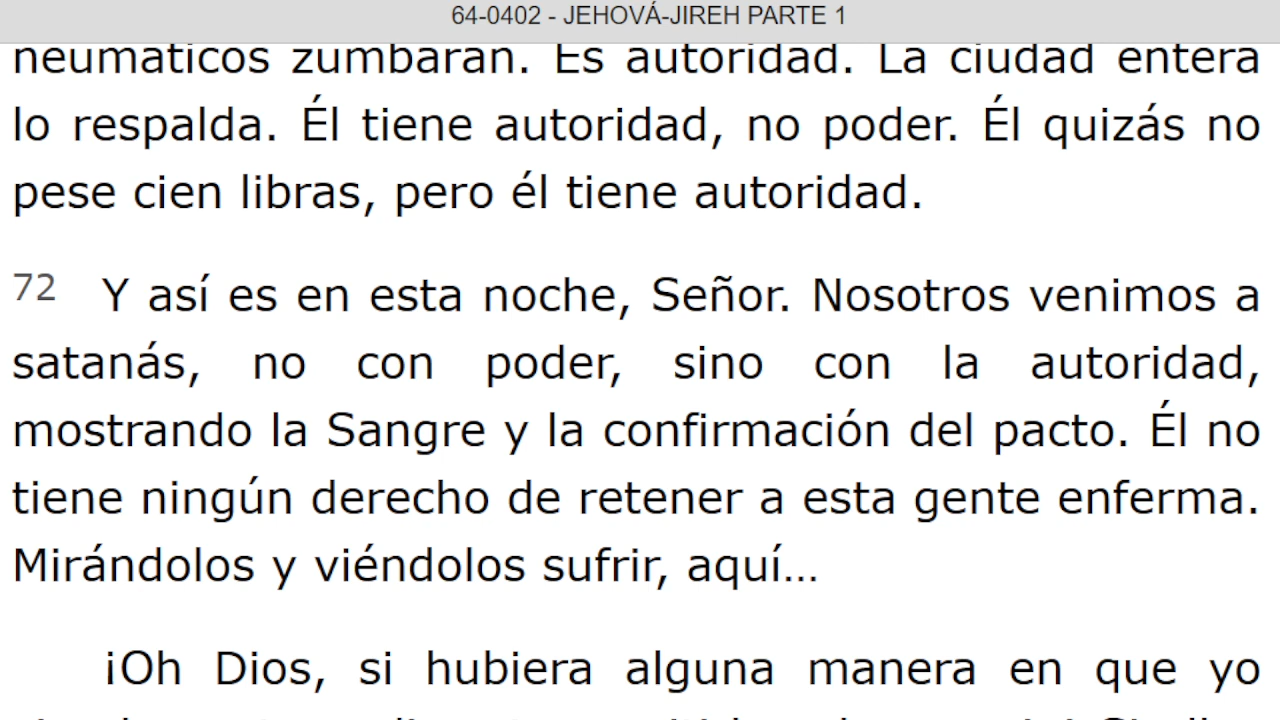 64-0402 - JEHOVÁ-JIREH PARTE 1
neumáticos zumbarán. Es autoridad. La ciudad entera
lo respalda. Él tiene autoridad, no poder. Él quizás no
pese cien libras, pero él tiene autoridad.
72 Y así es en esta noche, Señor. Nosotros venimos a
satanás, no con poder, sino con la autoridad,
mostrando la Sangre y la confirmación del pacto. Él no
tiene ningún derecho de retener a esta gente enferma.
Mirándolos y viéndolos sufrir, aquí...
¡Oh Dios, si hubiera alguna manera en que yo